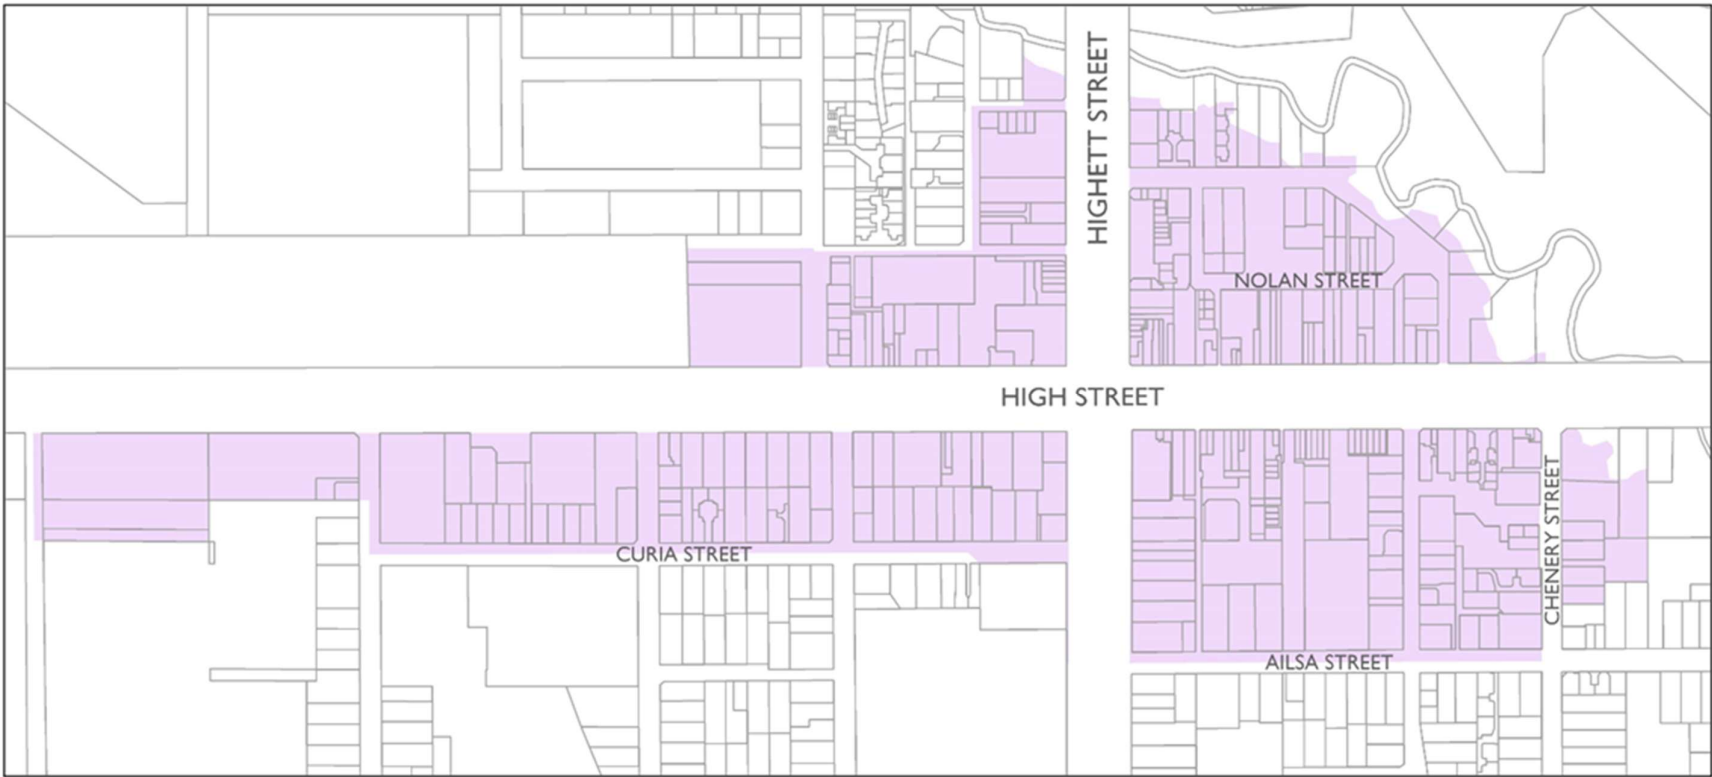 HIGHETT STREET
NOLAN STREET
HIGH STREET
CURIA STREET
CHENERY STREET
AILSA STREET